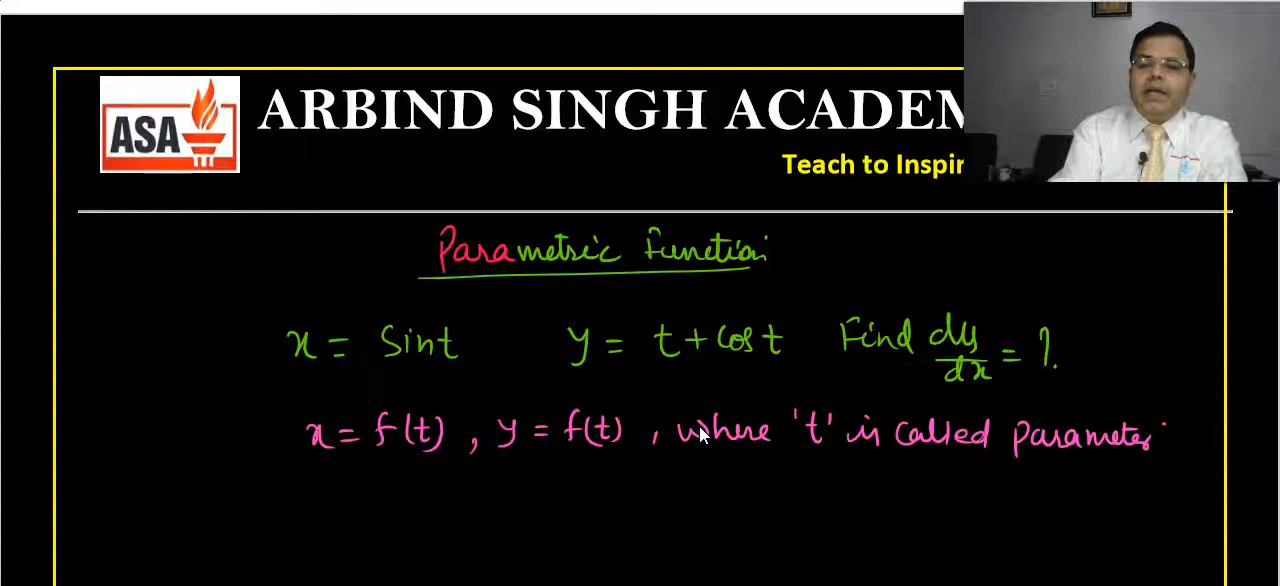 ASA
ARBIND SINGH ACADEM
Teach to Inspir
Parametric Function
x = Sint y = t + cos t Find dy/dx = ?
x = f(t), y = f(t), where 't' is called parameter